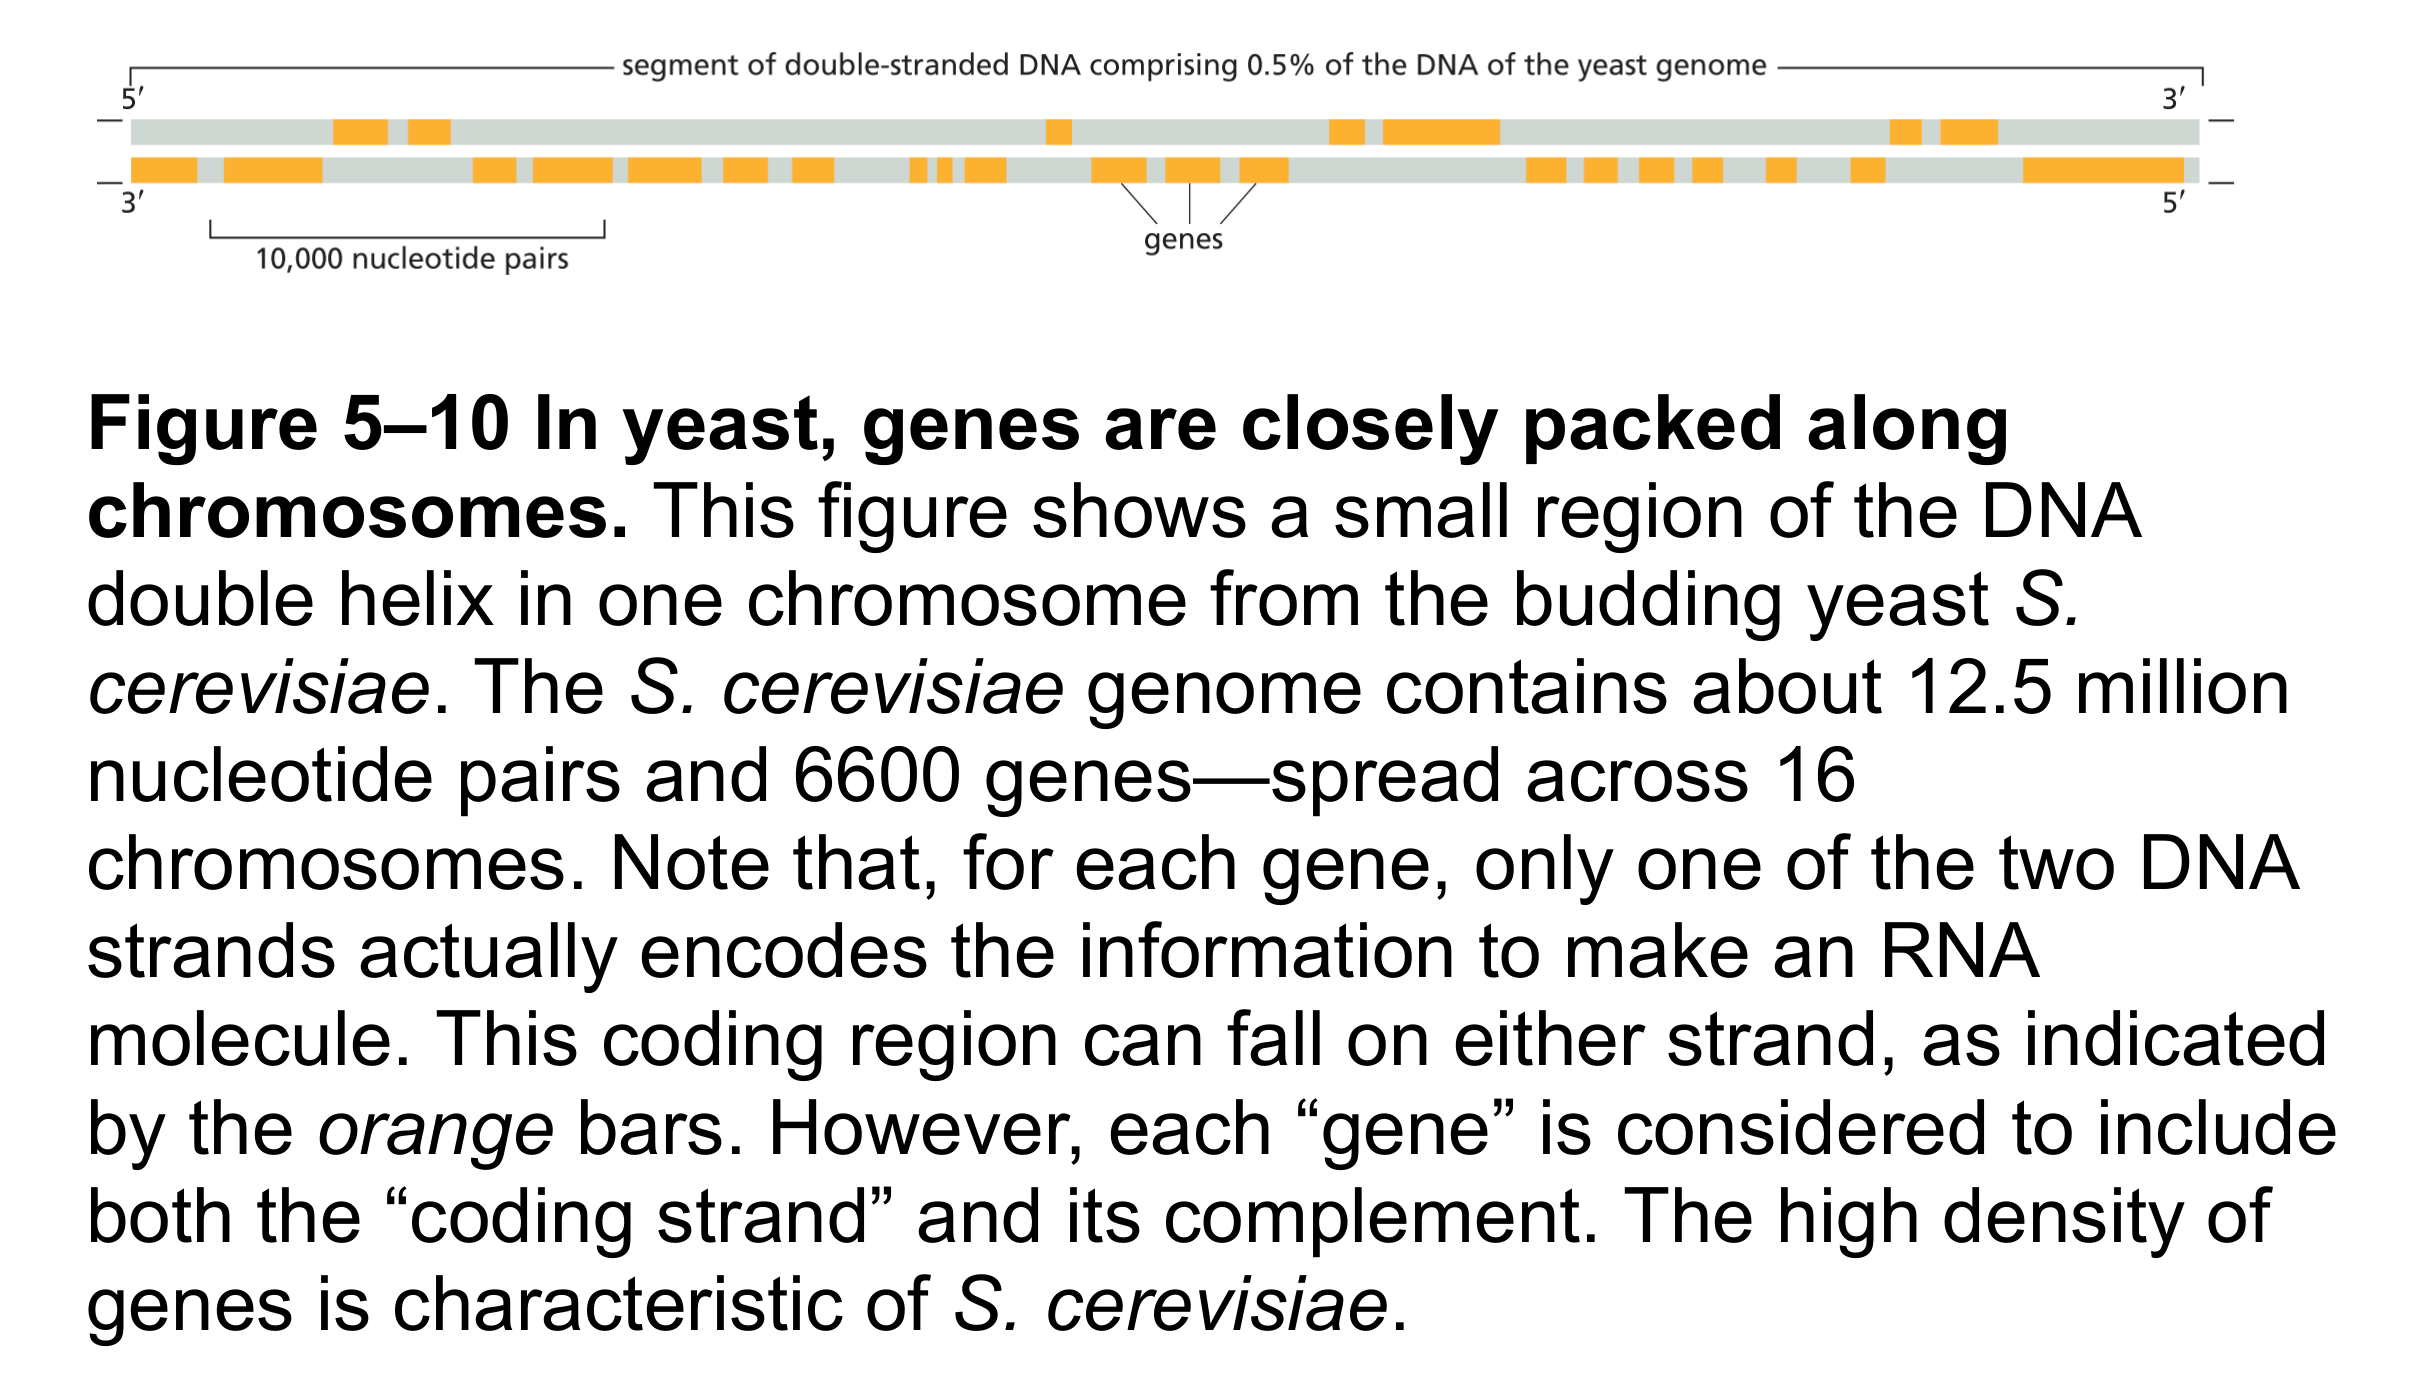 segment of double-stranded DNA comprising 0.5% of the DNA of the yeast genome
5′ 3′
3′ 5′
10,000 nucleotide pairs
genes
Figure 5–10 In yeast, genes are closely packed along
chromosomes. This figure shows a small region of the DNA
double helix in one chromosome from the budding yeast S.
cerevisiae. The S. cerevisiae genome contains about 12.5 million
nucleotide pairs and 6600 genes—spread across 16
chromosomes. Note that, for each gene, only one of the two DNA
strands actually encodes the information to make an RNA
molecule. This coding region can fall on either strand, as indicated
by the orange bars. However, each “gene” is considered to include
both the “coding strand” and its complement. The high density of
genes is characteristic of S. cerevisiae.